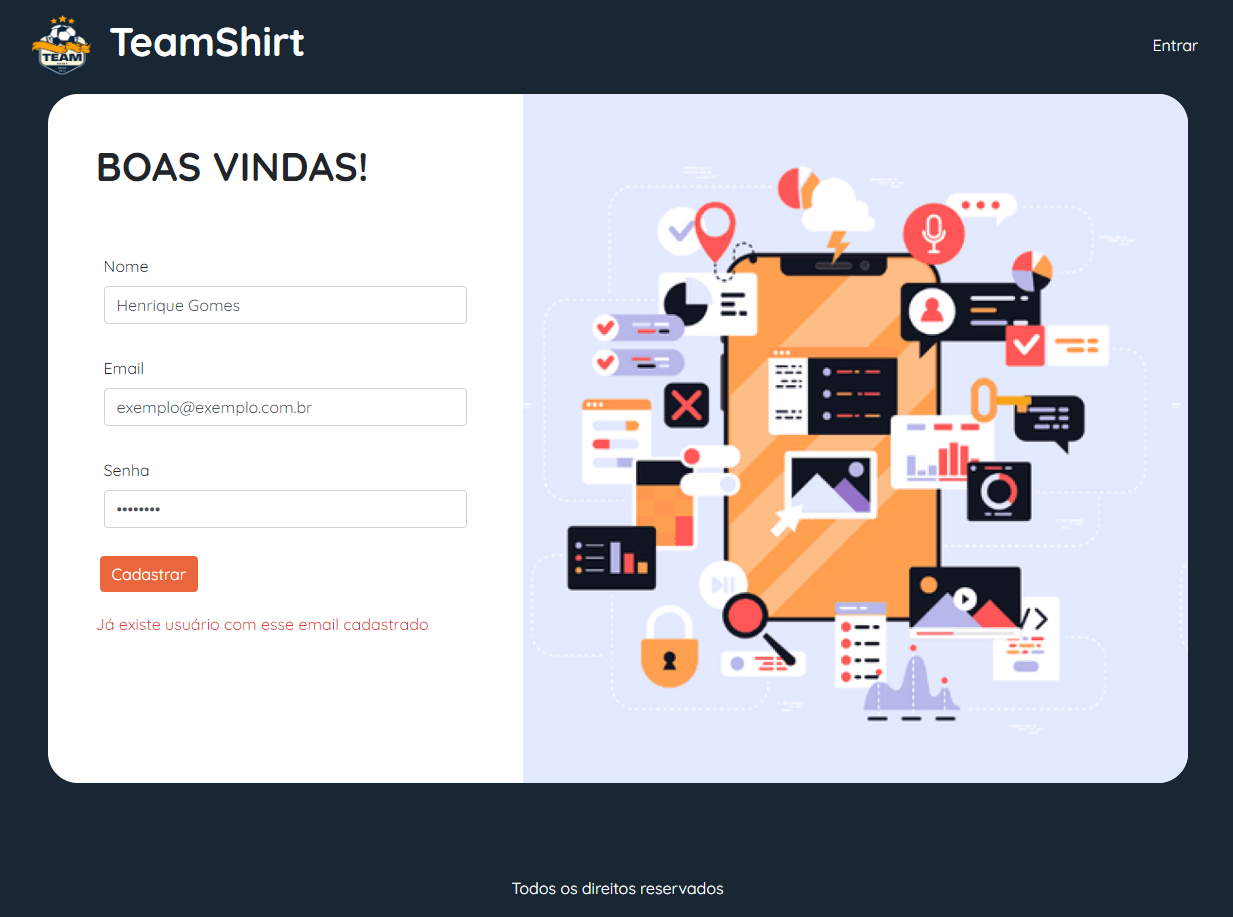 TEAM
TeamShirt
Entrar
BOAS VINDAS!
Nome
Henrique Gomes
Email
exemplo@exemplo.com.br
Senha
••••••••
Cadastrar
Já existe usuário com esse email cadastrado
</>
Todos os direitos reservados